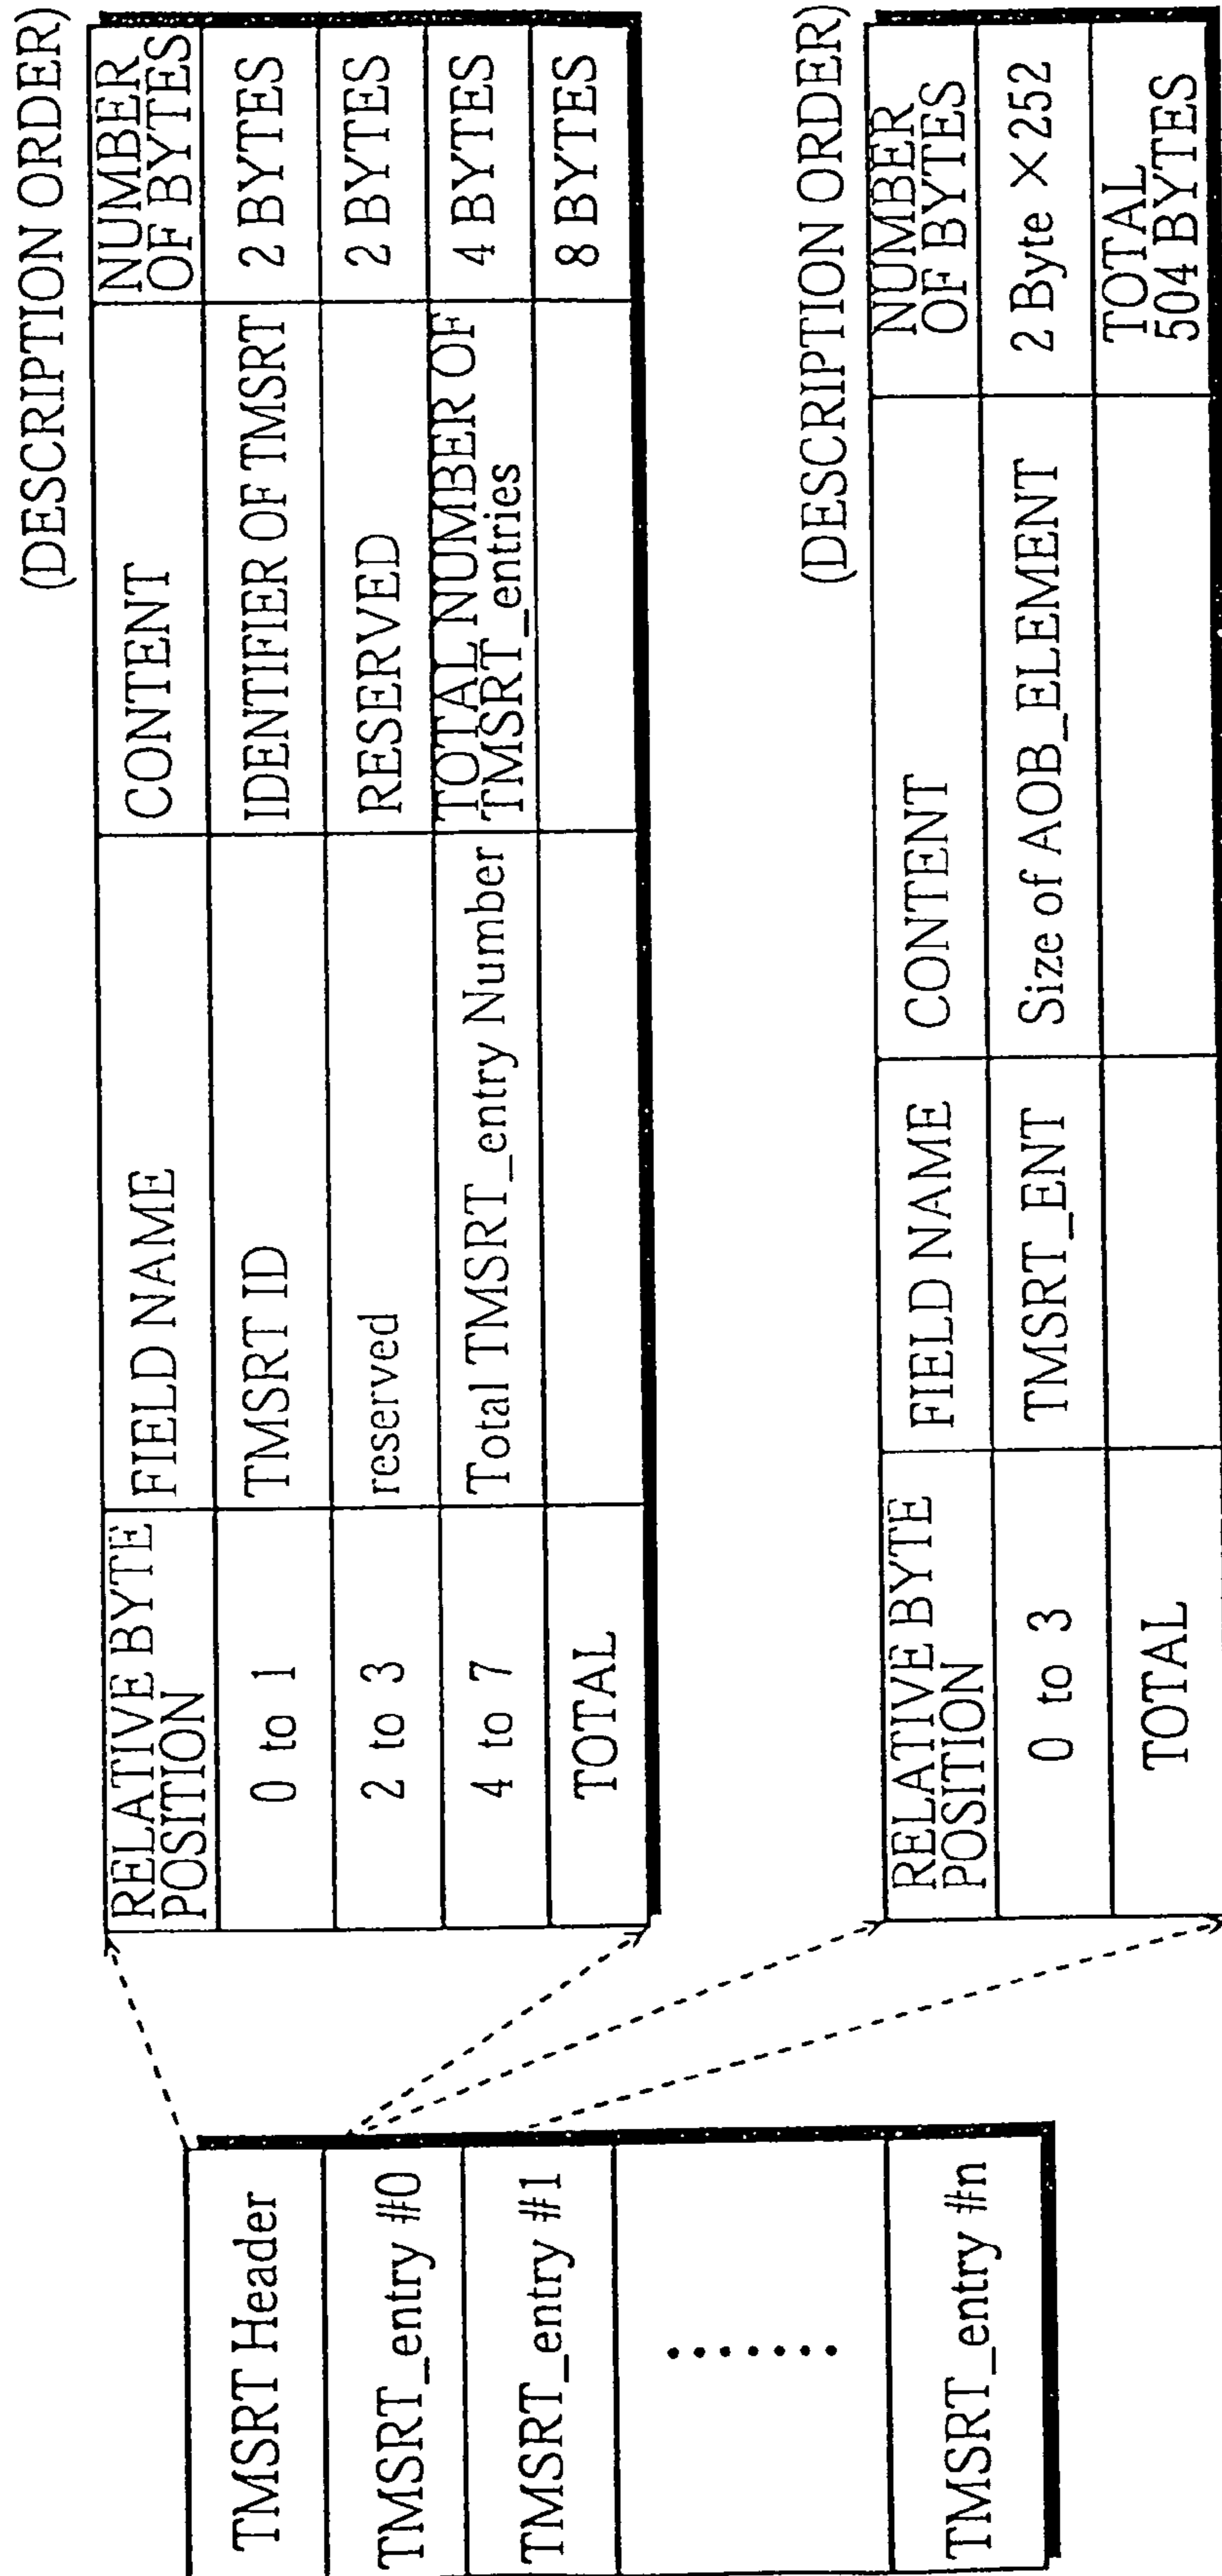 (DESCRIPTION ORDER)
RELATIVE BYTE
POSITION
FIELD NAME
CONTENT
NUMBER
OF BYTES
0 to 1
TMSRT ID
IDENTIFIER OF TMSRT
2 BYTES
2 to 3
reserved
RESERVED
2 BYTES
4 to 7
Total TMSRT_entry Number
TOTAL NUMBER OF
TMSRT_entries
4 BYTES
TOTAL
8 BYTES
TMSRT Header
TMSRT_entry #0
TMSRT_entry #1
.......
TMSRT_entry #n
(DESCRIPTION ORDER)
RELATIVE BYTE
POSITION
FIELD NAME
CONTENT
NUMBER
OF BYTES
0 to 3
TMSRT_ENT
Size of AOB_ELEMENT
2 Byte ×252
TOTAL
TOTAL
504 BYTES